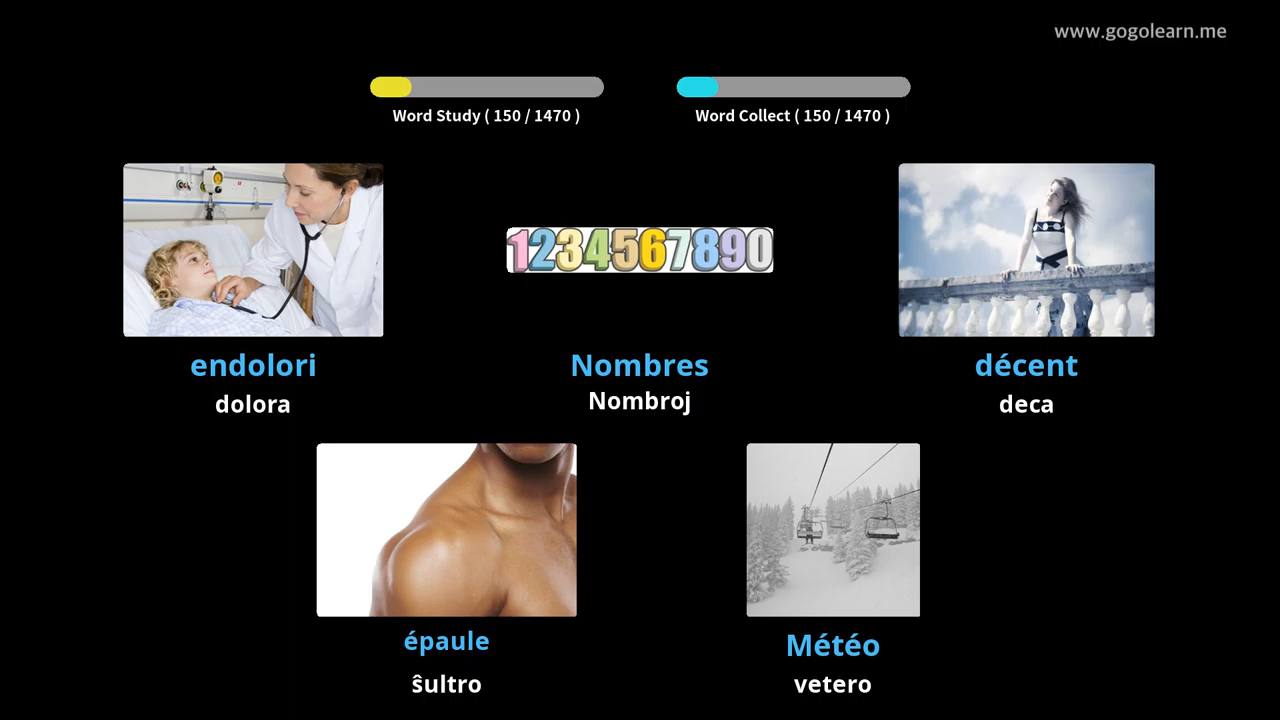 www.gogolearn.me
Word Study ( 150 / 1470 )
Word Collect ( 150 / 1470 )
1234567890
endolori
dolora
Nombres
Nombroj
décent
deca
épaule
ŝultro
Météo
vetero